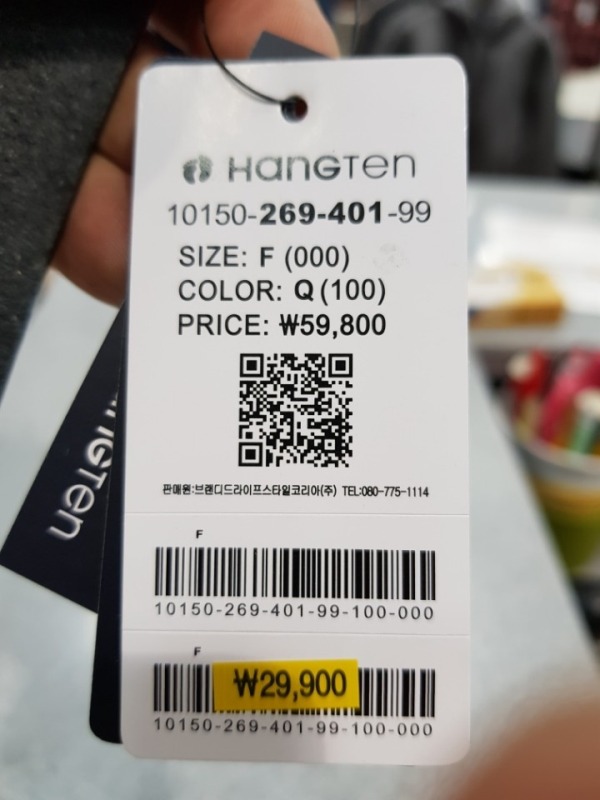 HANGTEN
10150-269-401-99
SIZE: F (000)
COLOR: Q (100)
PRICE: ₩59,800
판매원:브랜디드라이프스타일코리아(주) TEL:080-775-1114
F
10150-269-401-99-100-000
F
₩29,900
10150-269-401-99-100-000
ANGTEN